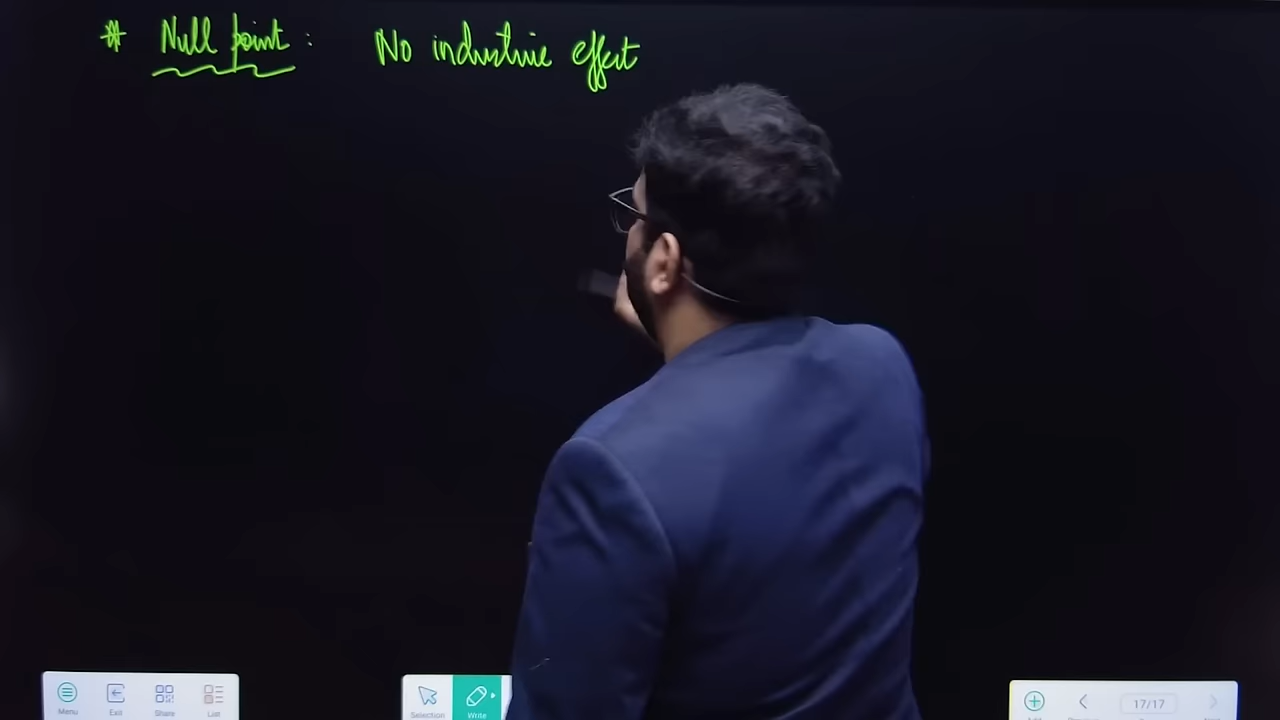 * Null point : No inductive effect
Menu Exit Share List Selection Write 17/17